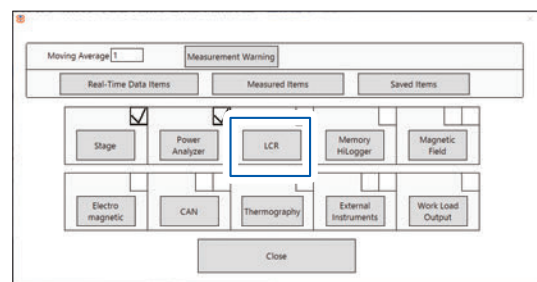 Moving Average 1 Measurement Warning
Real-Time Data Items Measured Items Saved Items
Stage Power Analyzer LCR Memory HiLogger Magnetic Field
Electro magnetic CAN Thermography External Instruments Work Load Output
Close